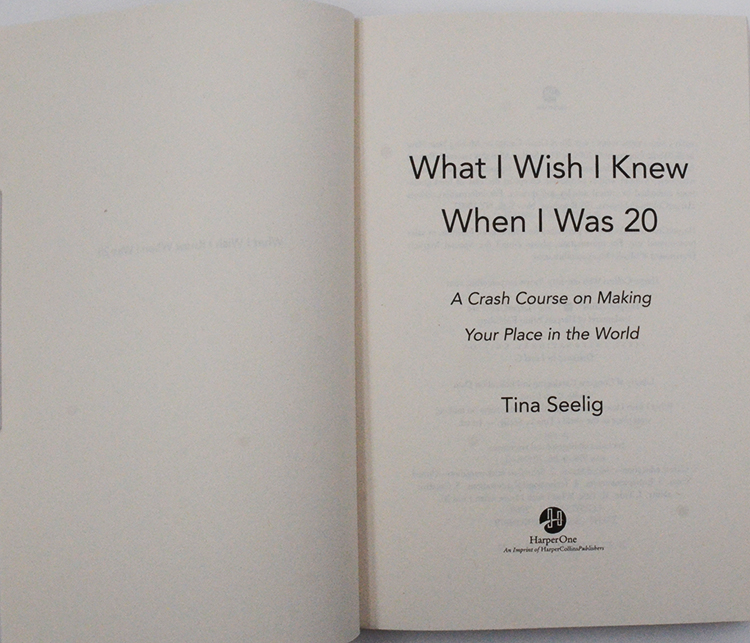 What I Wish I Knew
When I Was 20
A Crash Course on Making
Your Place in the World
Tina Seelig
HarperOne
An Imprint of HarperCollinsPublishers